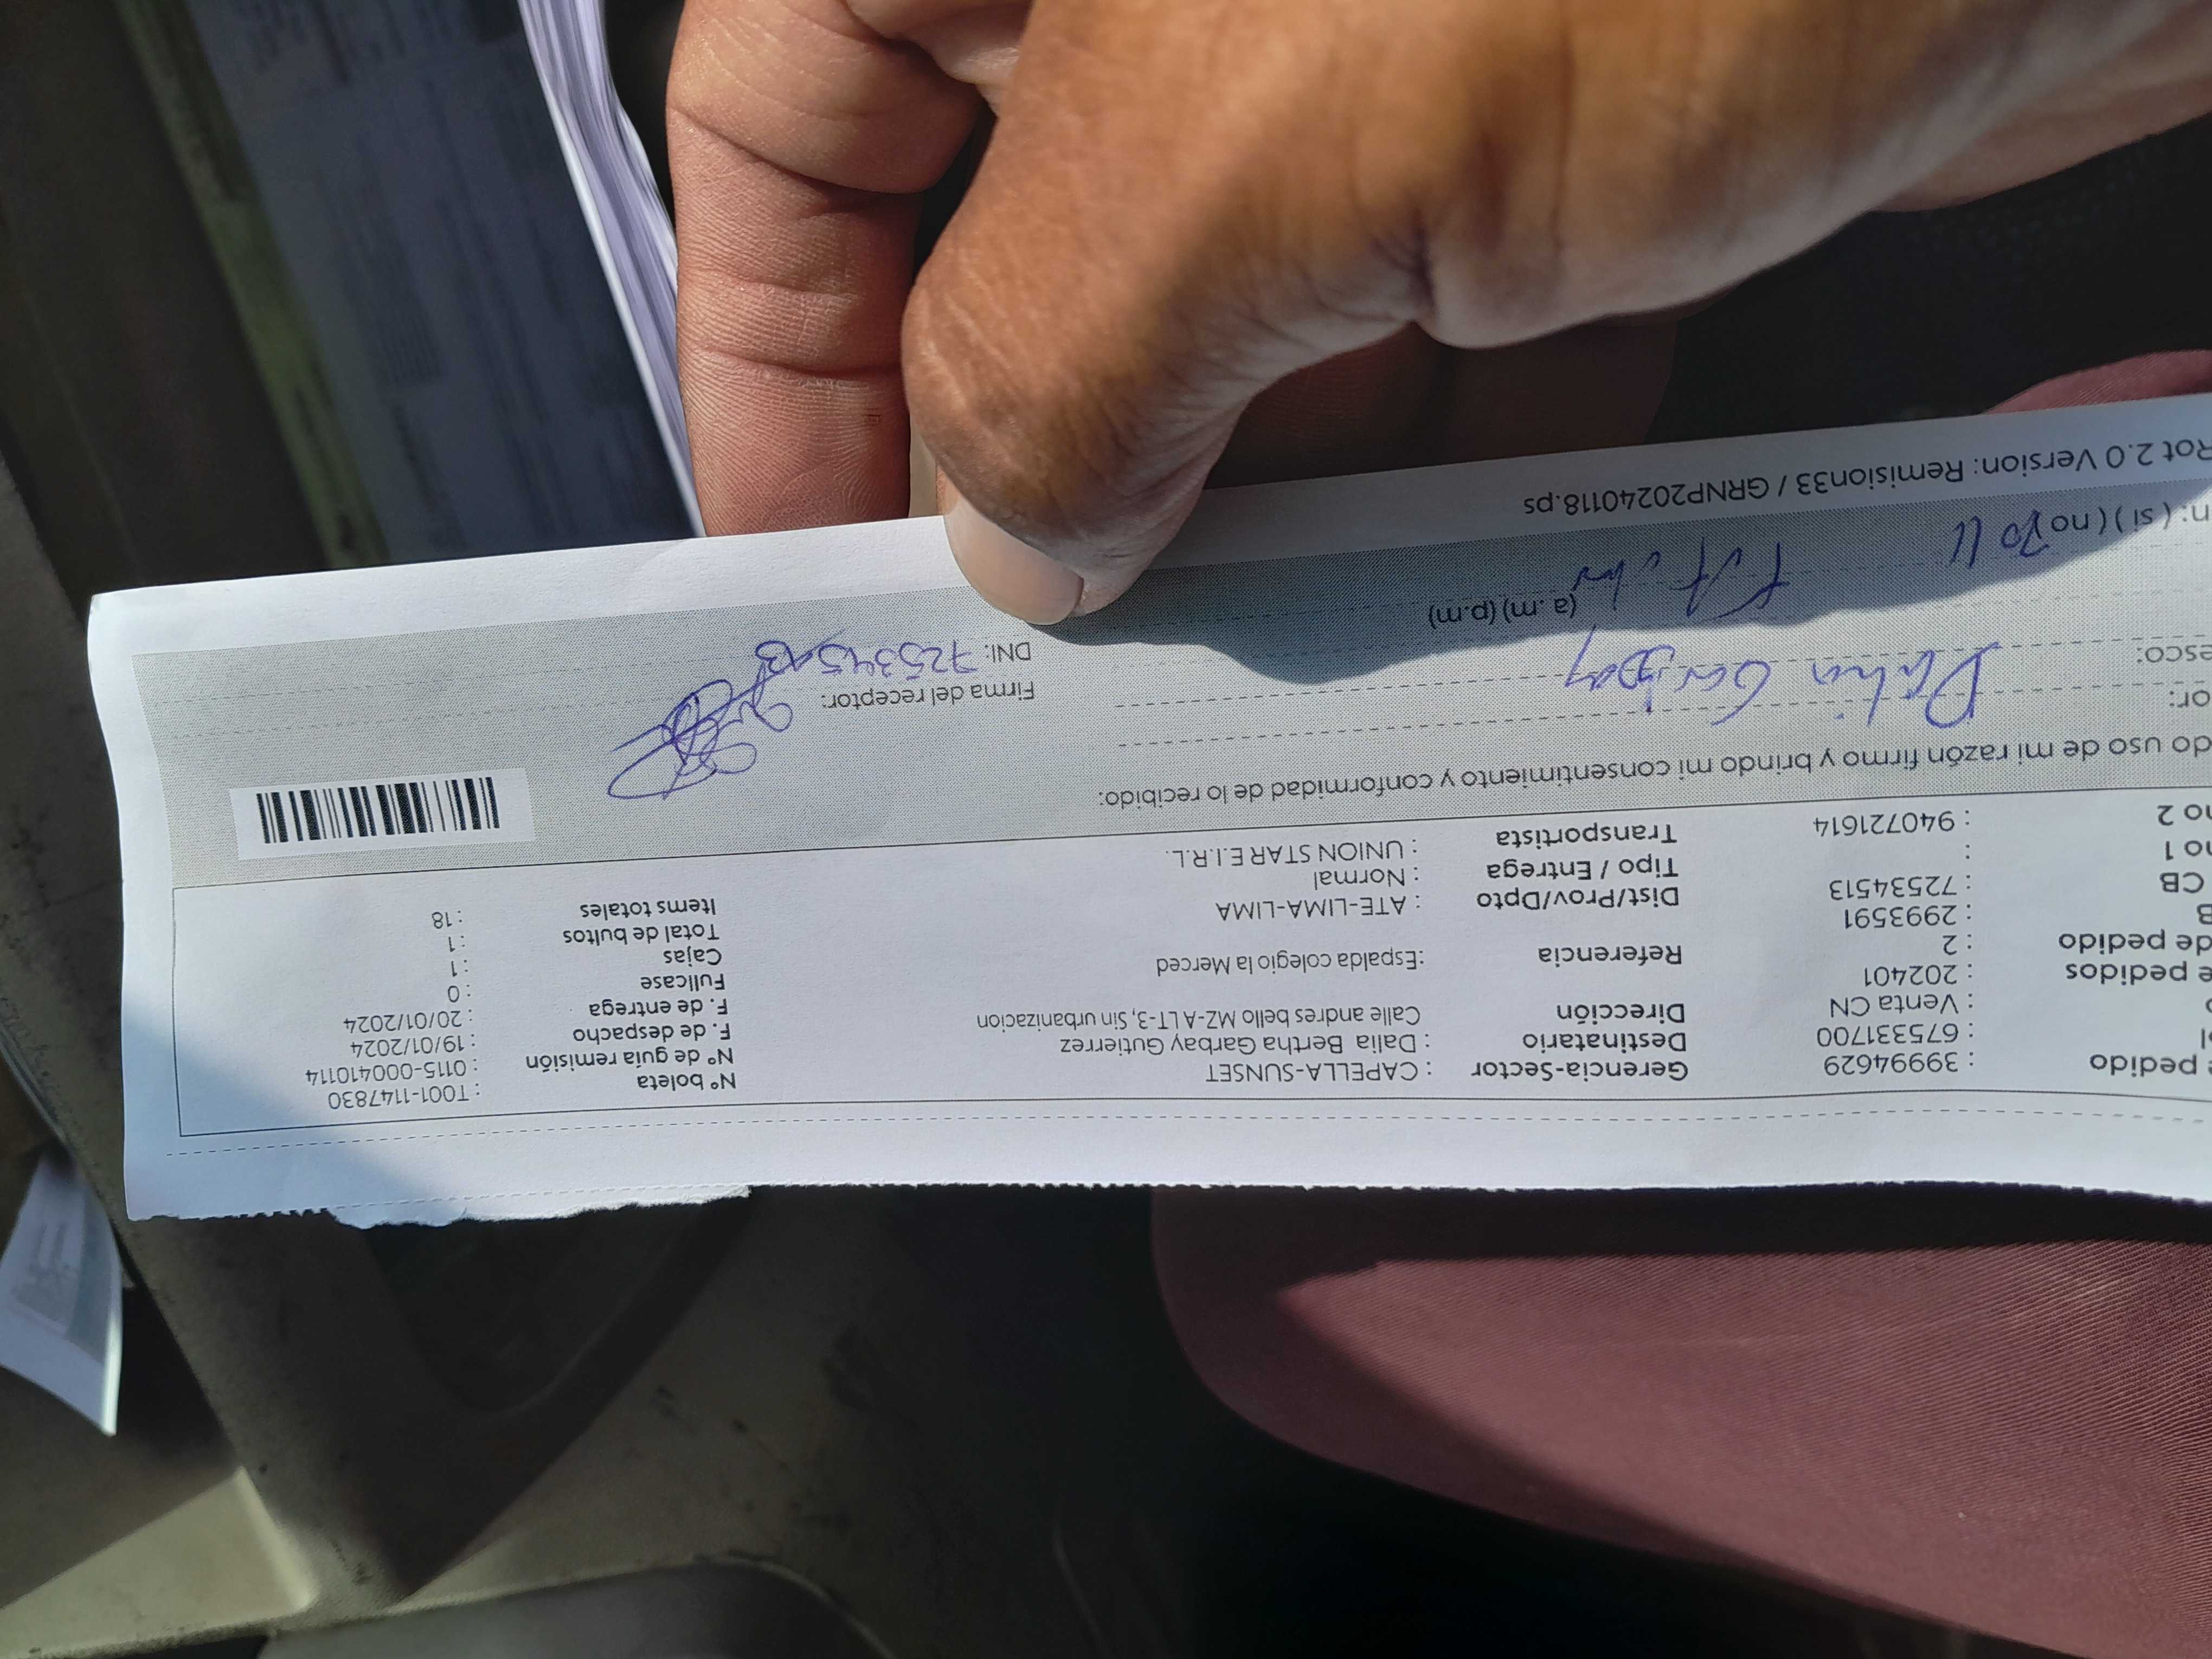 e pedido : 39994629 Gerencia-Sector : CAPELLA-SUNSET Nº boleta : T001-1147830
: 675331700 Destinatario : Dalia Bertha Garbay Gutierrez Nº de guía remisión : 0115-000410114
: Venta CN Dirección Calle andres bello MZ-A LT-3, Sin urbanizacion F. de despacho : 19/01/2024
e pedidos : 202401 F. de entrega : 20/01/2024
de pedido : 2 Referencia :Espalda colegio la Merced Fullcase : 0
B : 2993591 Cajas : 1
CB : 72534513 Dist/Prov/Dpto : ATE-LIMA-LIMA Total de bultos : 1
no 1 : Tipo / Entrega : Normal Items totales : 18
no 2 : 940721614 Transportista : UNION STAR E.I.R.L.
do uso de mi razón firmo y brindo mi consentimiento y conformidad de lo recibido:
or: Dalia Garbay Firma del receptor:
esco: DNI: 72534513
(a.m) (p.m)
n: ( si ) ( no
Rot 2.0 Version: Remision33 / GRNP20240118.ps